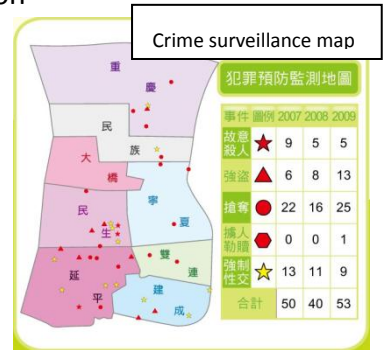 on
Crime surveillance map
犯罪預防監測地圖
事件 圖例 2007 2008 2009
故意殺人 9 5 5
強盜 6 8 13
搶奪 22 16 25
擄人勒贖 0 0 1
強制性交 13 11 9
合計 50 40 53
重
慶
民
族
大
橋
寧
夏
民
生
雙
連
延
平
建
成